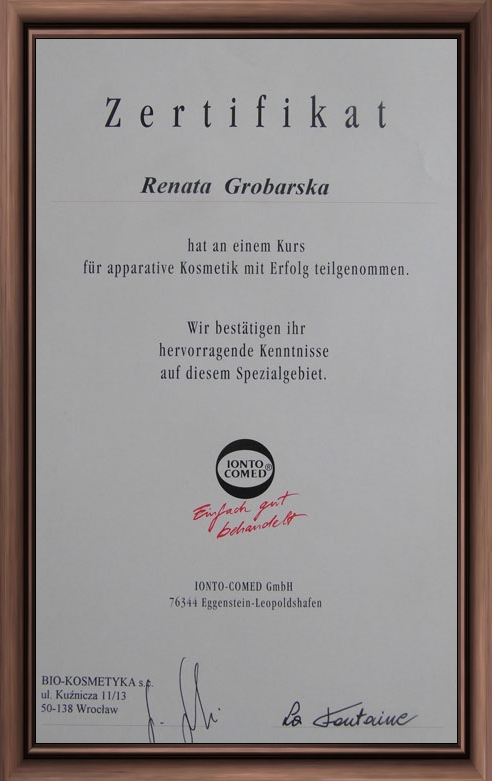 Zertifikat
Renata Grobarska
hat an einem Kurs
für apparative Kosmetik mit Erfolg teilgenommen.
Wir bestätigen ihr
hervorragende Kenntnisse
auf diesem Spezialgebiet.
IONTO
COMED®
Einfach gut
behandelt
IONTO-COMED GmbH
76344 Eggenstein-Leopoldshafen
BIO-KOSMETYKA s.c.
ul. Kuźnicza 11/13
50-138 Wrocław
La Fontaine